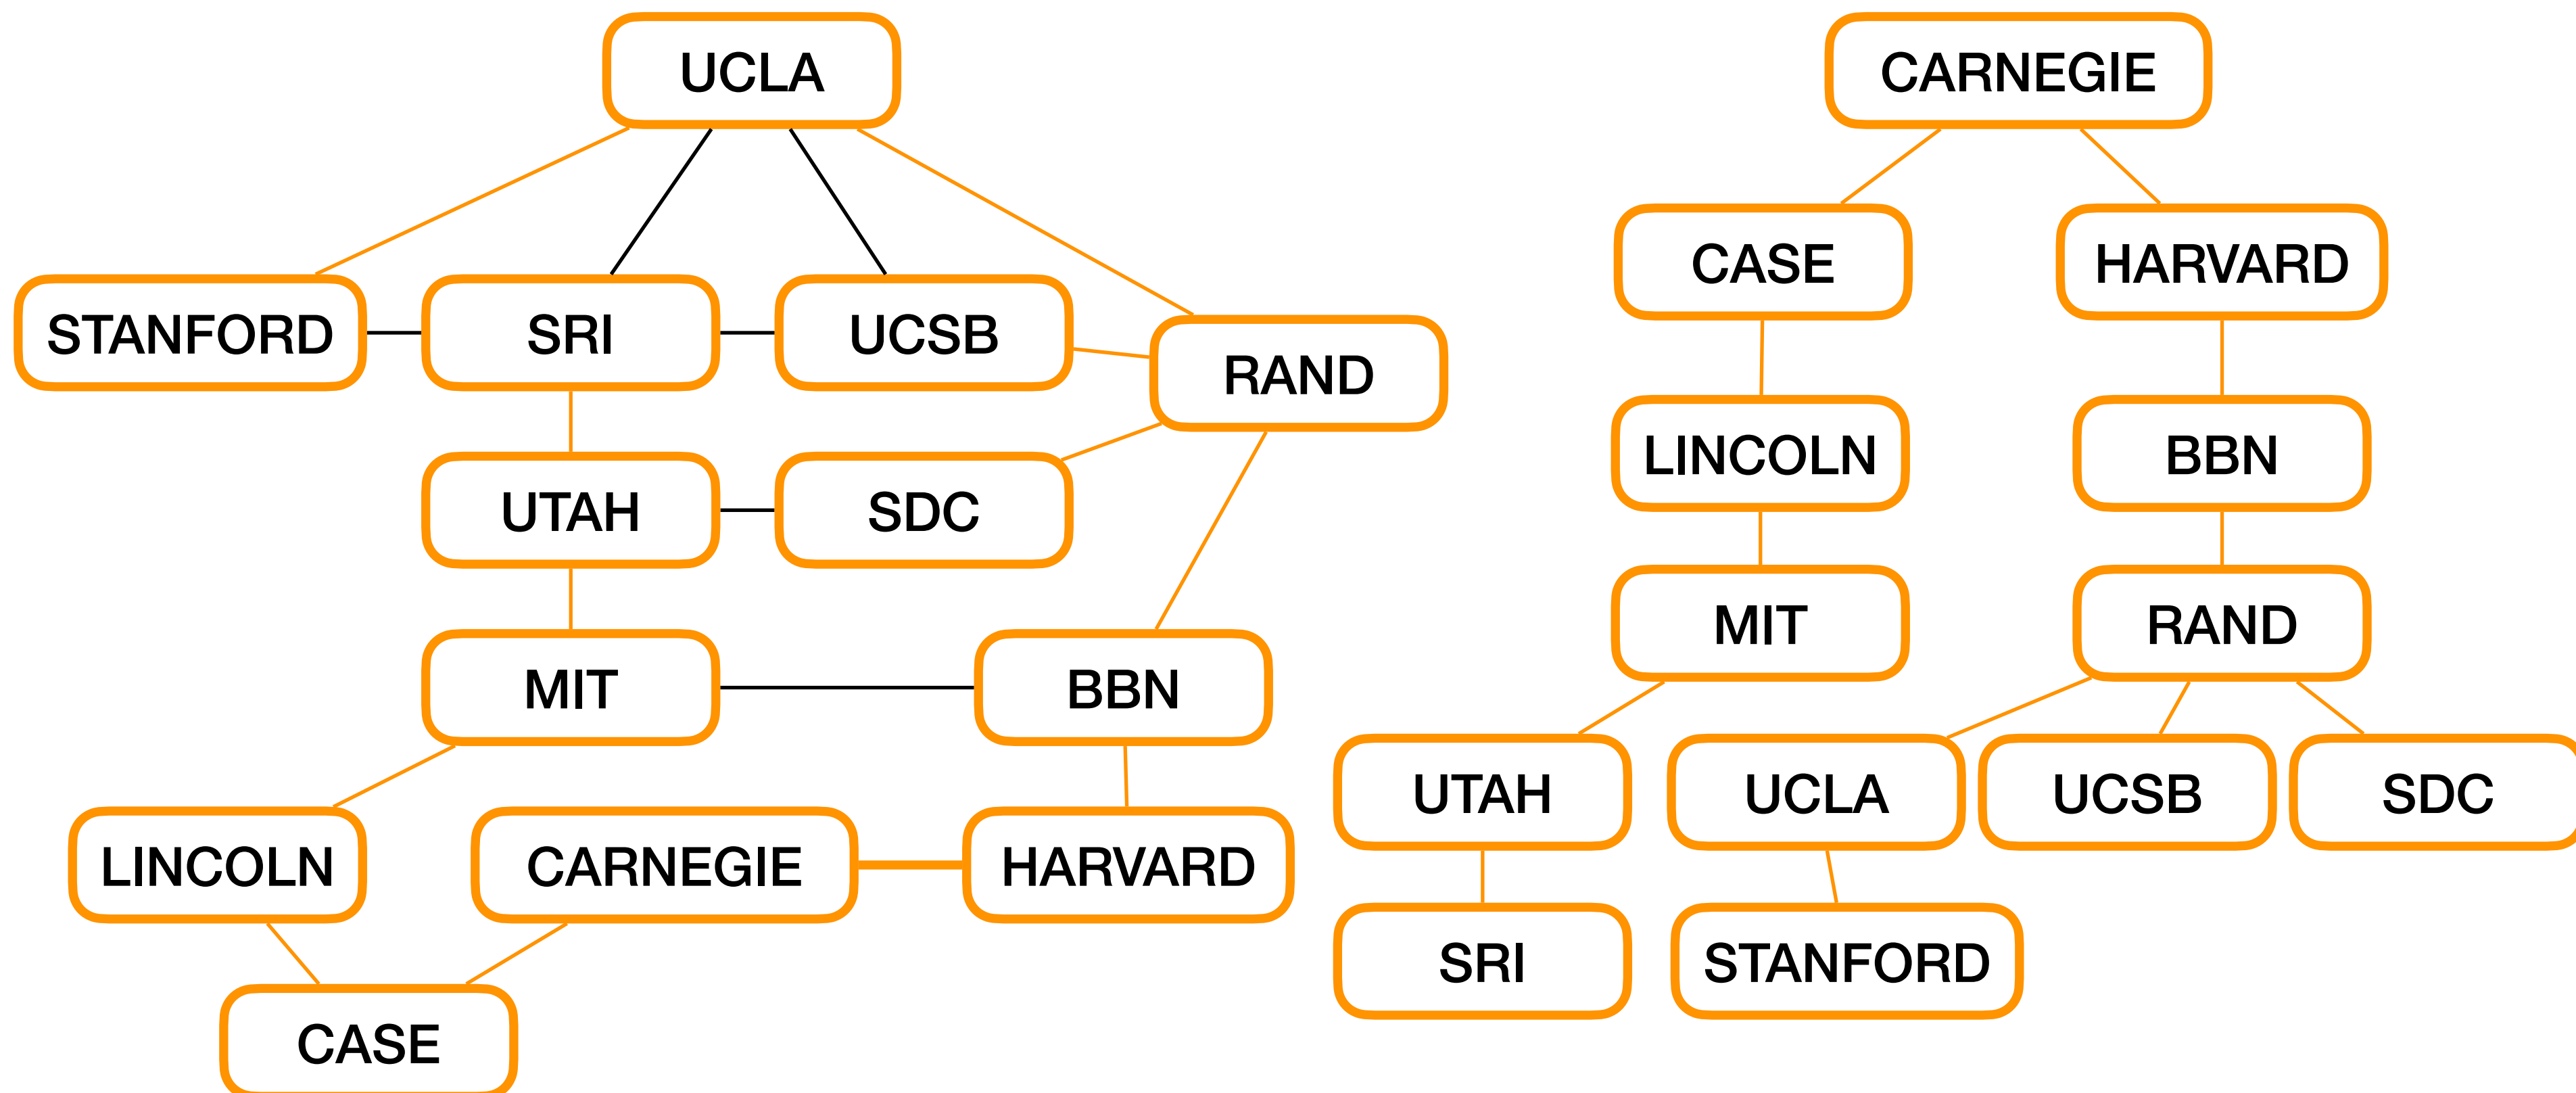 UCLA
STANFORD
SRI
UCSB
RAND
UTAH
SDC
MIT
BBN
LINCOLN
CARNEGIE
HARVARD
CASE
CARNEGIE
CASE
HARVARD
LINCOLN
BBN
MIT
RAND
UTAH
UCLA
UCSB
SDC
SRI
STANFORD